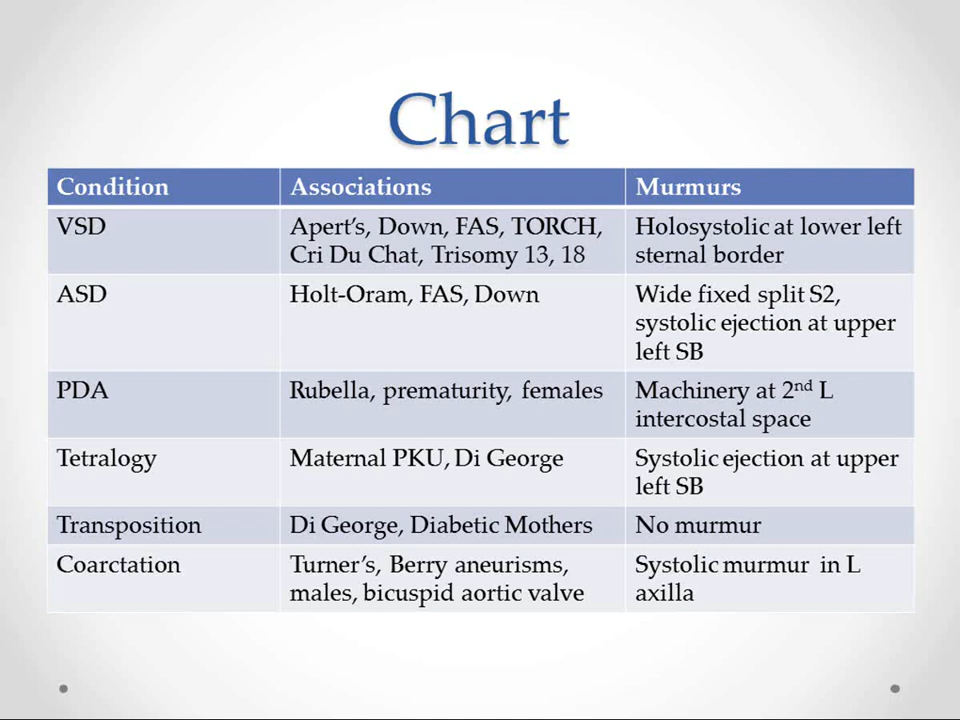 Chart
Condition Associations Murmurs
VSD Apert's, Down, FAS, TORCH, Holosystolic at lower left
Cri Du Chat, Trisomy 13, 18 sternal border
ASD Holt-Oram, FAS, Down Wide fixed split S2,
systolic ejection at upper
left SB
PDA Rubella, prematurity, females Machinery at 2nd L
intercostal space
Tetralogy Maternal PKU, Di George Systolic ejection at upper
left SB
Transposition Di George, Diabetic Mothers No murmur
Coarctation Turner's, Berry aneurisms, Systolic murmur in L
males, bicuspid aortic valve axilla